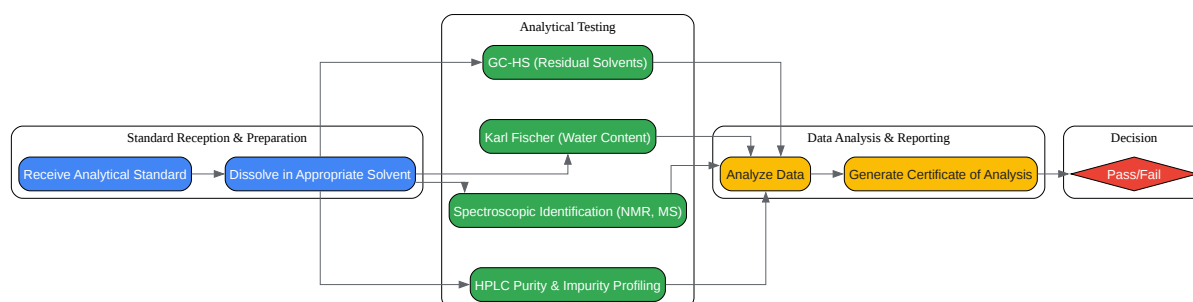 Analytical Testing
GC-HS (Residual Solvents)
Standard Reception & Preparation
Receive Analytical Standard
Dissolve in Appropriate Solvent
Karl Fischer (Water Content)
Spectroscopic Identification (NMR, MS)
HPLC Purity & Impurity Profiling
Data Analysis & Reporting
Analyze Data
Generate Certificate of Analysis
Decision
Pass/Fail